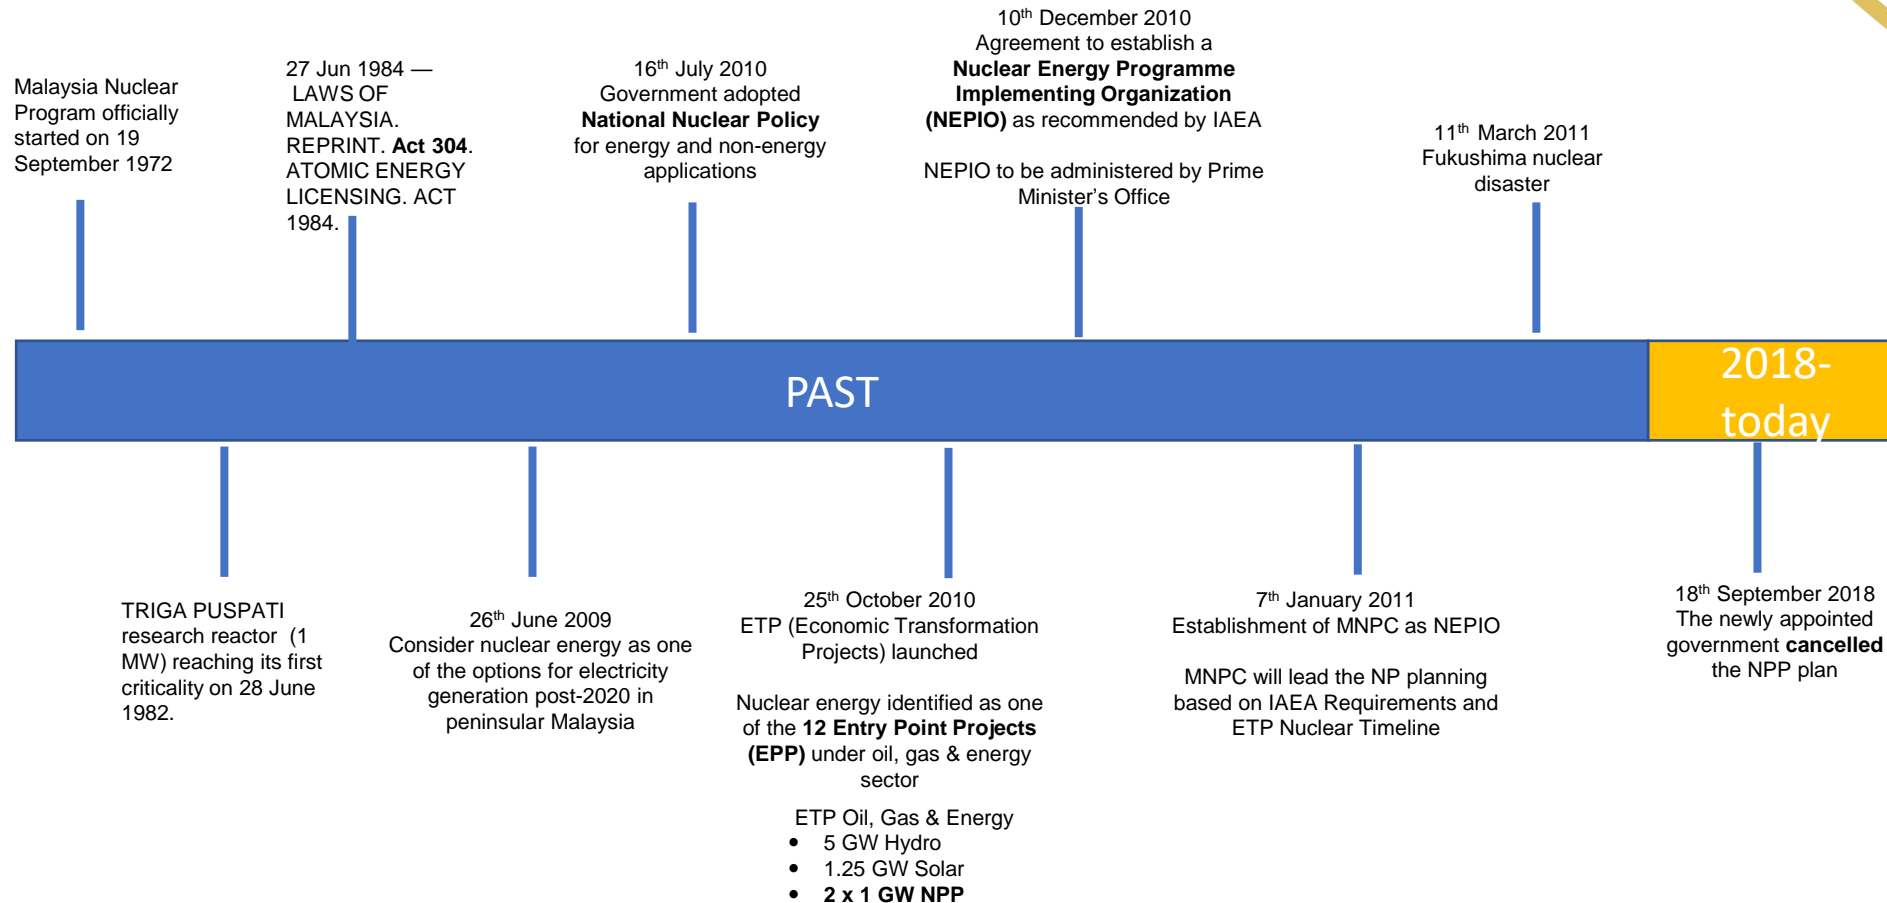 Malaysia Nuclear
Program officially
started on 19
September 1972
27 Jun 1984 —
LAWS OF
MALAYSIA.
REPRINT. Act 304.
ATOMIC ENERGY
LICENSING. ACT
1984.
16th July 2010
Government adopted
National Nuclear Policy
for energy and non-energy
applications
10th December 2010
Agreement to establish a
Nuclear Energy Programme
Implementing Organization
(NEPIO) as recommended by IAEA
NEPIO to be administered by Prime
Minister’s Office
11th March 2011
Fukushima nuclear
disaster
PAST
2018-
today
TRIGA PUSPATI
research reactor (1
MW) reaching its first
criticality on 28 June
1982.
26th June 2009
Consider nuclear energy as one
of the options for electricity
generation post-2020 in
peninsular Malaysia
25th October 2010
ETP (Economic Transformation
Projects) launched
Nuclear energy identified as one
of the 12 Entry Point Projects
(EPP) under oil, gas & energy
sector
ETP Oil, Gas & Energy
• 5 GW Hydro
• 1.25 GW Solar
• 2 x 1 GW NPP
7th January 2011
Establishment of MNPC as NEPIO
MNPC will lead the NP planning
based on IAEA Requirements and
ETP Nuclear Timeline
18th September 2018
The newly appointed
government cancelled
the NPP plan